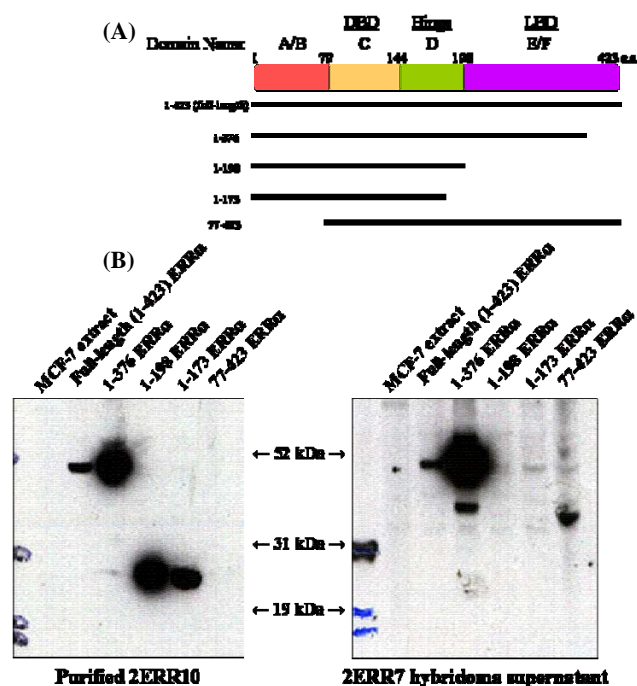 (A)
DBD Hinge LBD
Domain Name: A/B C D E/F
1 77 144 198 423 a.a.
1-423 (full-length)
1-376
1-198
1-173
77-423
(B)
MCF-7 extract
Full-length (1-423) ERRα
1-376 ERRα
1-198 ERRα
1-173 ERRα
77-423 ERRα
MCF-7 extract
Full-length (1-423) ERRα
1-376 ERRα
1-198 ERRα
1-173 ERRα
77-423 ERRα
← 52 kDa →
← 31 kDa →
← 19 kDa →
Purified 2ERR10
2ERR7 hybridoma supernatant